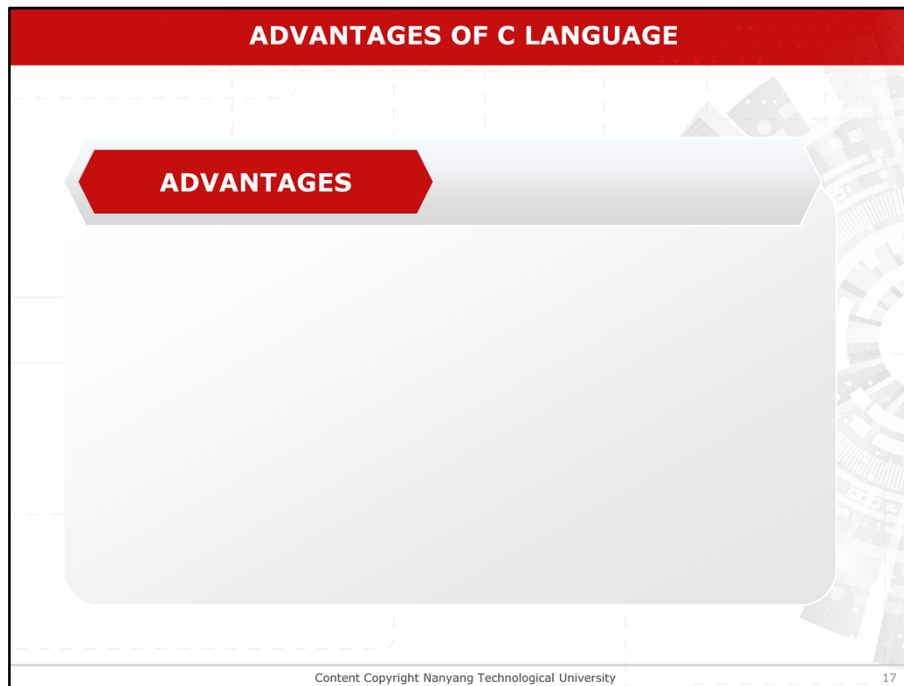 ADVANTAGES OF C LANGUAGE
ADVANTAGES
Content Copyright Nanyang Technological University
17